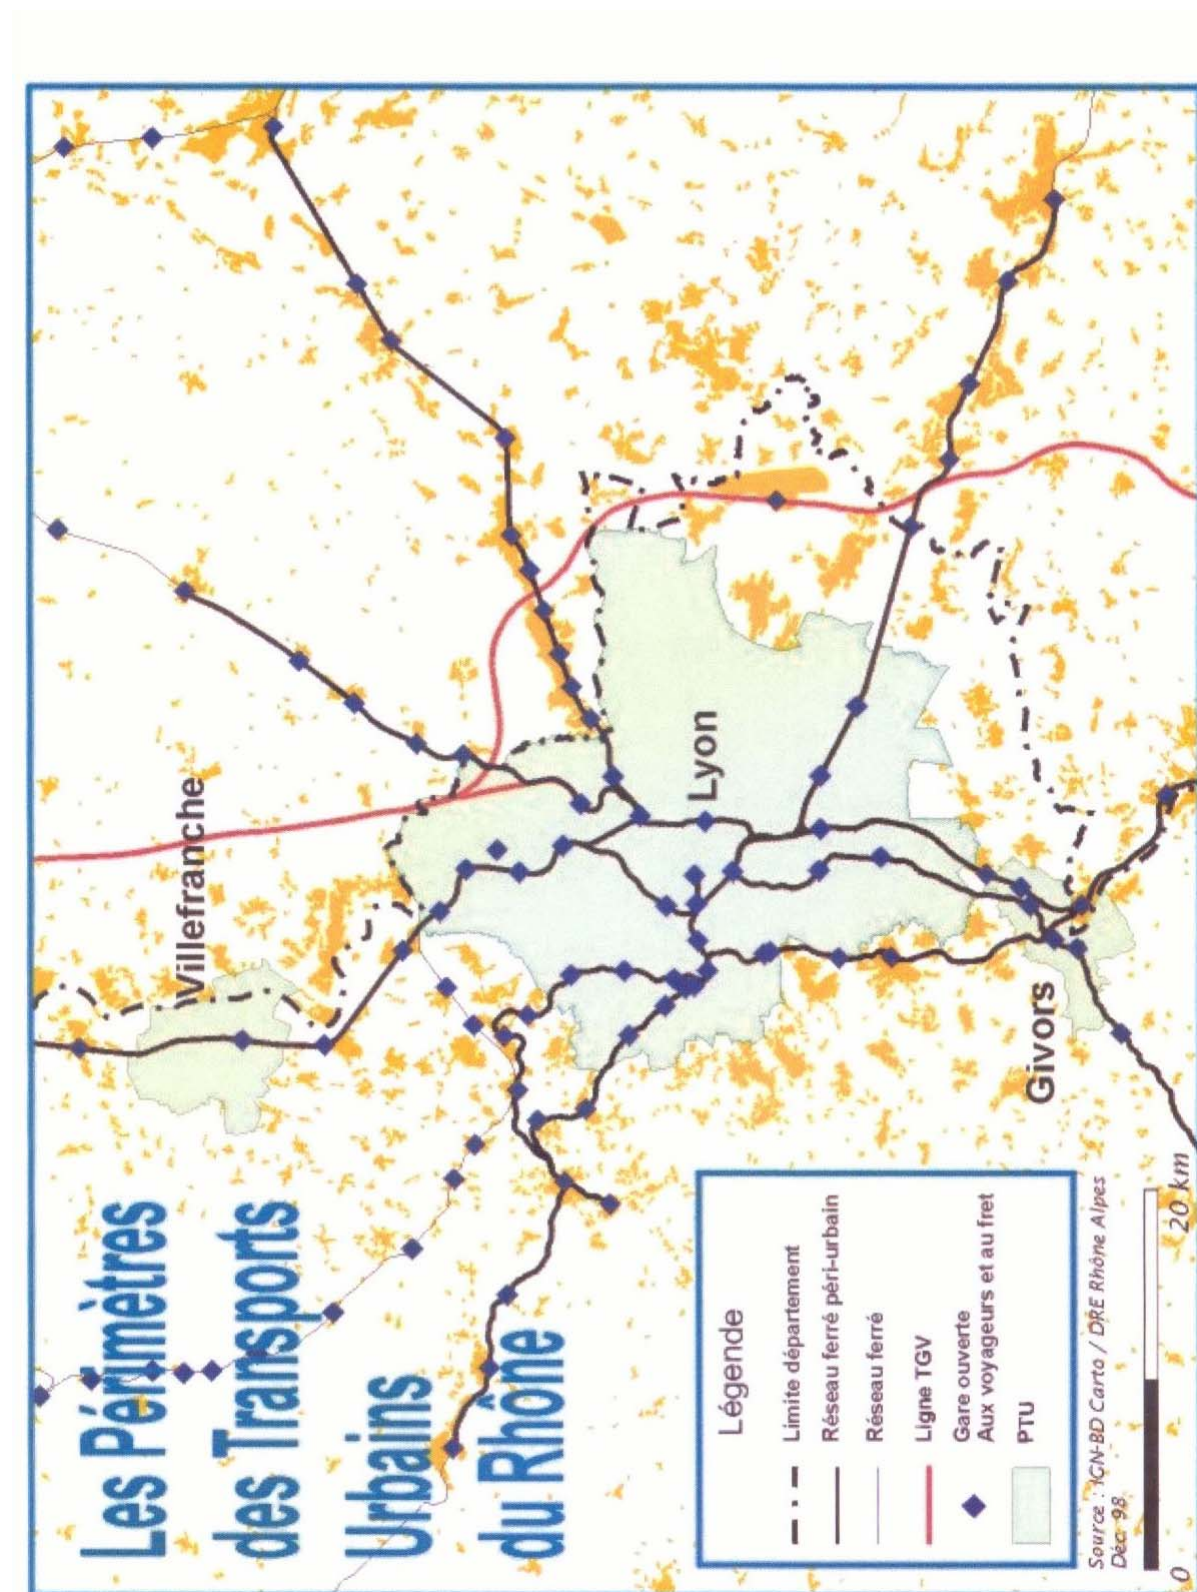 Les Périmètres
des Transports
Urbains
du Rhône
Villefranche
Lyon
Givors
Légende
Limite département
Réseau ferré péri-urbain
Réseau ferré
Ligne TGV
Gare ouverte
Aux voyageurs et au fret
PTU
Source : IGN-BD Carto / DRE Rhône Alpes
Déc. 98
0 20 km